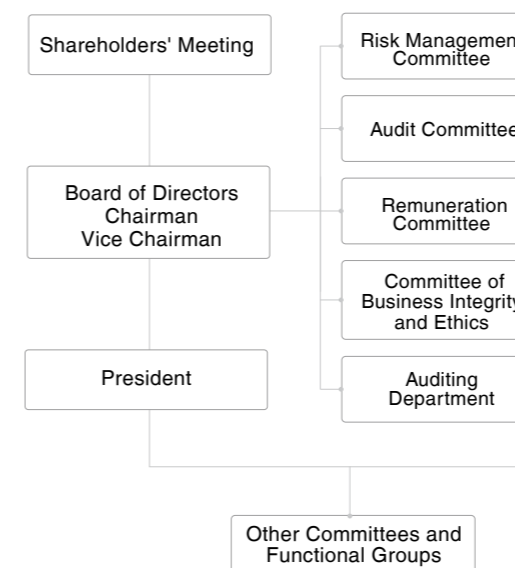 Shareholders' Meeting
Risk Managemen
Committee
Audit Committee
Board of Directors
Chairman
Vice Chairman
Remuneration
Committee
Committee of
Business Integrity
and Ethics
President
Auditing
Department
Other Committees and
Functional Groups